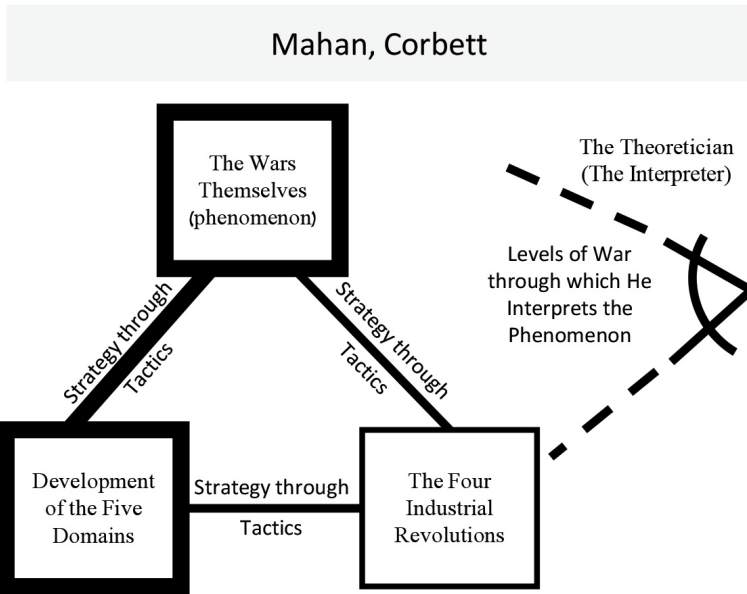 Mahan, Corbett
The Theoretician
(The Interpreter)
The Wars
Themselves
(phenomenon)
Levels of War
through which He
Interprets the
Phenomenon
Strategy through
Tactics
Strategy through
Tactics
Development
of the Five
Domains
Strategy through
Tactics
The Four
Industrial
Revolutions